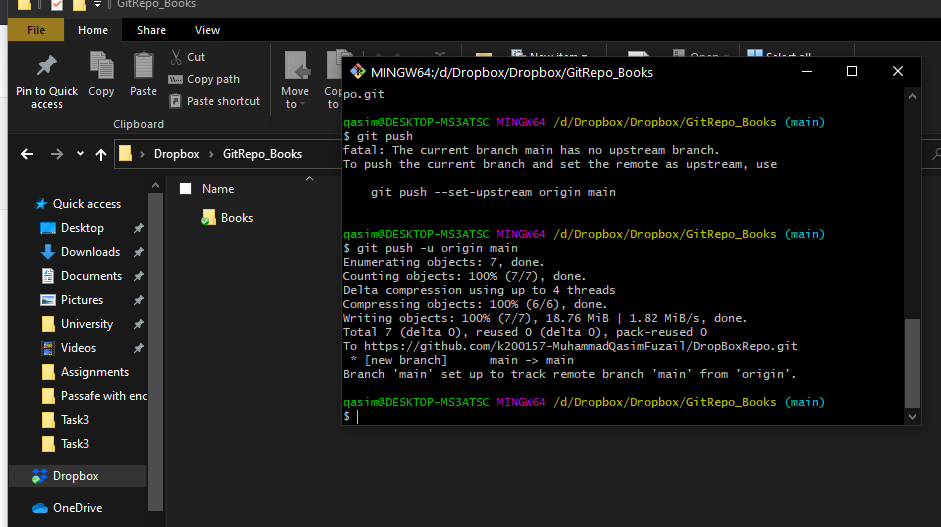 GitRepo_Books
File Home Share View
Pin to Quick access
Copy
Paste
Cut
Copy path
Paste shortcut
Clipboard
Move to
New item
Open
Select all
Dropbox > GitRepo_Books
Name
Books
Quick access
Desktop
Downloads
Documents
Pictures
University
Videos
Assignments
Passafe with enc
Task3
Task3
Dropbox
OneDrive
MINGW64:/d/Dropbox/Dropbox/GitRepo_Books
po.git
qasim@DESKTOP-MS3ATSC MINGW64 /d/Dropbox/Dropbox/GitRepo_Books (main)
$ git push
fatal: The current branch main has no upstream branch.
To push the current branch and set the remote as upstream, use
git push --set-upstream origin main
qasim@DESKTOP-MS3ATSC MINGW64 /d/Dropbox/Dropbox/GitRepo_Books (main)
$ git push -u origin main
Enumerating objects: 7, done.
Counting objects: 100% (7/7), done.
Delta compression using up to 4 threads
Compressing objects: 100% (6/6), done.
Writing objects: 100% (7/7), 18.76 MiB | 1.82 MiB/s, done.
Total 7 (delta 0), reused 0 (delta 0), pack-reused 0
To https://github.com/k200157-MuhammadQasimFuzail/DropBoxRepo.git
* [new branch] main -> main
Branch 'main' set up to track remote branch 'main' from 'origin'.
qasim@DESKTOP-MS3ATSC MINGW64 /d/Dropbox/Dropbox/GitRepo_Books (main)
$